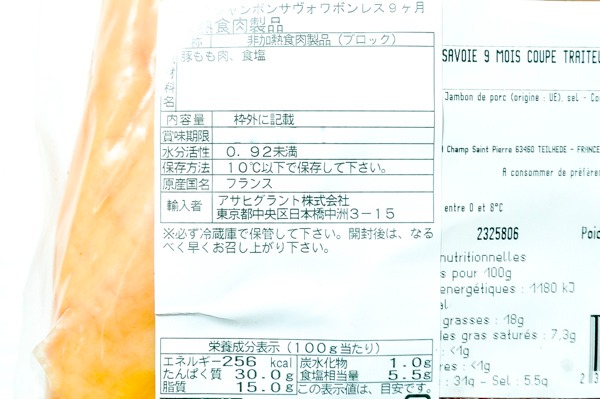 ジャンボンサヴォワボンレス９ヶ月
熱食肉製品
称 非加熱食肉製品（ブロック）
豚もも肉、食塩
材
料
名
内容量 枠外に記載
賞味期限
水分活性 ０．９２未満
保存方法 １０℃以下で保存して下さい。
原産国名 フランス
輸入者 アサヒグラント株式会社
東京都中央区日本橋中洲３－１５
※必ず冷蔵庫で保管して下さい。開封後は、なる
べく早くお召し上がり下さい。
栄養成分表示（１００ｇ当たり）
エネルギー256 kcal 炭水化物 1.0g
たんぱく質 30.0g 食塩相当量 5.5g
脂質 15.0g この表示値は、目安です。
SAVOIE 9 MOIS COUPE TRAITEU
Jambon de porc (origine : UE), sel - Co
Champ Saint Pierre 63460 TEILHEDE - FRANCE
A consommer de préféren
entre 0 et 8°C
2325806 Poic
nutritionnelles
s pour 100g
energétiques : 1180 kJ
al
grasses : 18g
les gras saturés : 7,3g
: <1g
res : <1g
: 31g - Sel : 5.5g